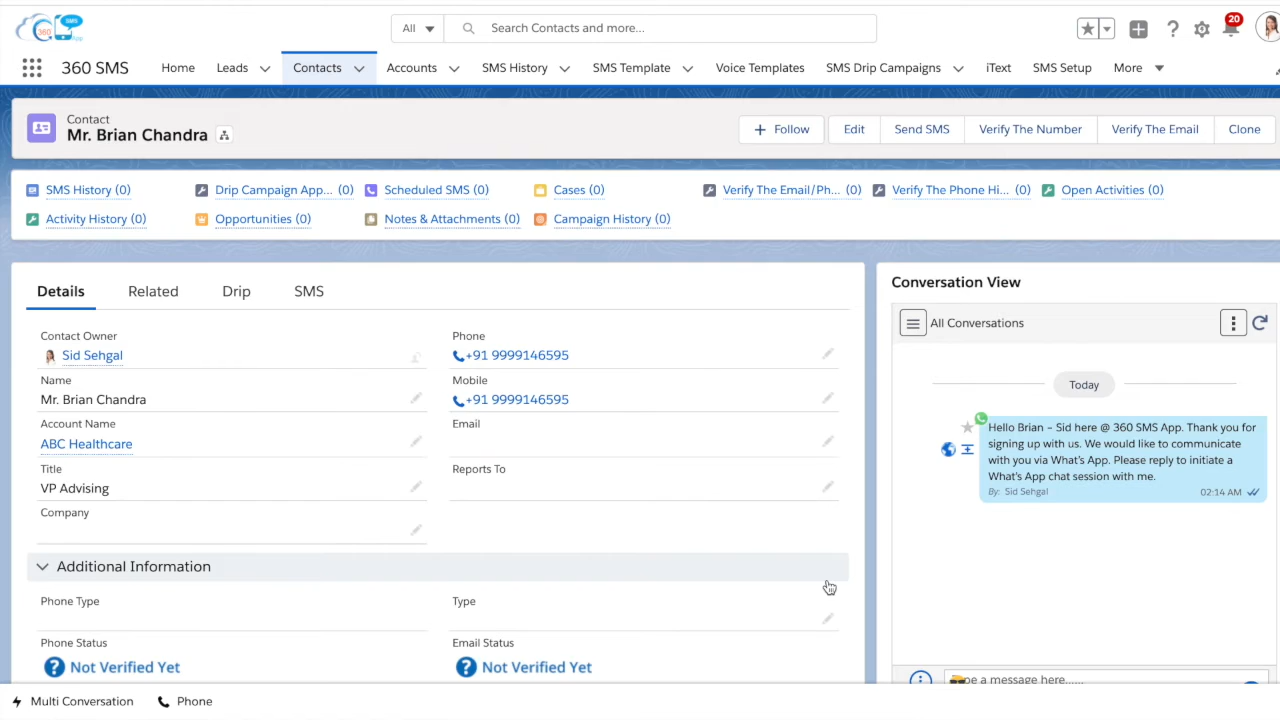 360 SMS App
All
Search Contacts and more...
20
360 SMS
Home
Leads
Contacts
Accounts
SMS History
SMS Template
Voice Templates
SMS Drip Campaigns
iText
SMS Setup
More
Contact
Mr. Brian Chandra
Follow
Edit
Send SMS
Verify The Number
Verify The Email
Clone
SMS History (0)
Drip Campaign App... (0)
Scheduled SMS (0)
Cases (0)
Verify The Email/Ph... (0)
Verify The Phone Hi... (0)
Open Activities (0)
Activity History (0)
Opportunities (0)
Notes & Attachments (0)
Campaign History (0)
Details
Related
Drip
SMS
Contact Owner
Sid Sehgal
Phone
+91 9999146595
Name
Mr. Brian Chandra
Mobile
+91 9999146595
Account Name
ABC Healthcare
Email
Title
VP Advising
Reports To
Company
Additional Information
Phone Type
Type
Phone Status
Not Verified Yet
Email Status
Not Verified Yet
Conversation View
All Conversations
Today
Hello Brian – Sid here @ 360 SMS App. Thank you for
signing up with us. We would like to communicate
with you via What's App. Please reply to initiate a
What's App chat session with me.
By: Sid Sehgal
02:14 AM
pe a message here......
Multi Conversation
Phone